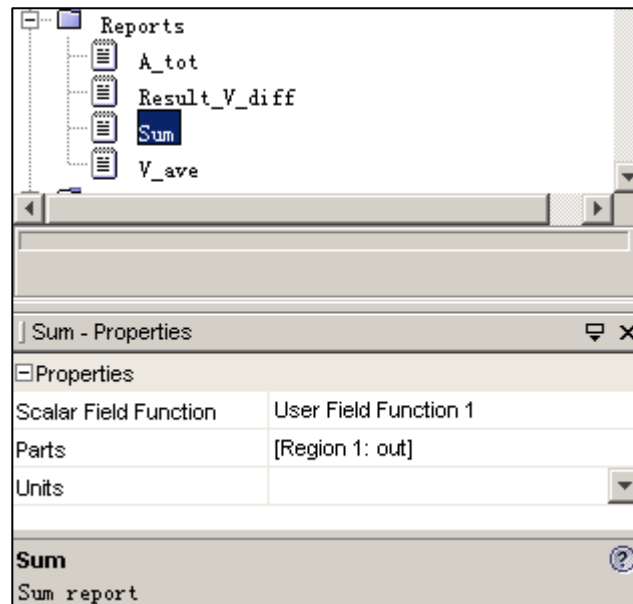 Reports
A_tot
Result_V_diff
Sum
V_ave
Sum - Properties
Properties
Scalar Field Function User Field Function 1
Parts [Region 1: out]
Units
Sum
Sum report